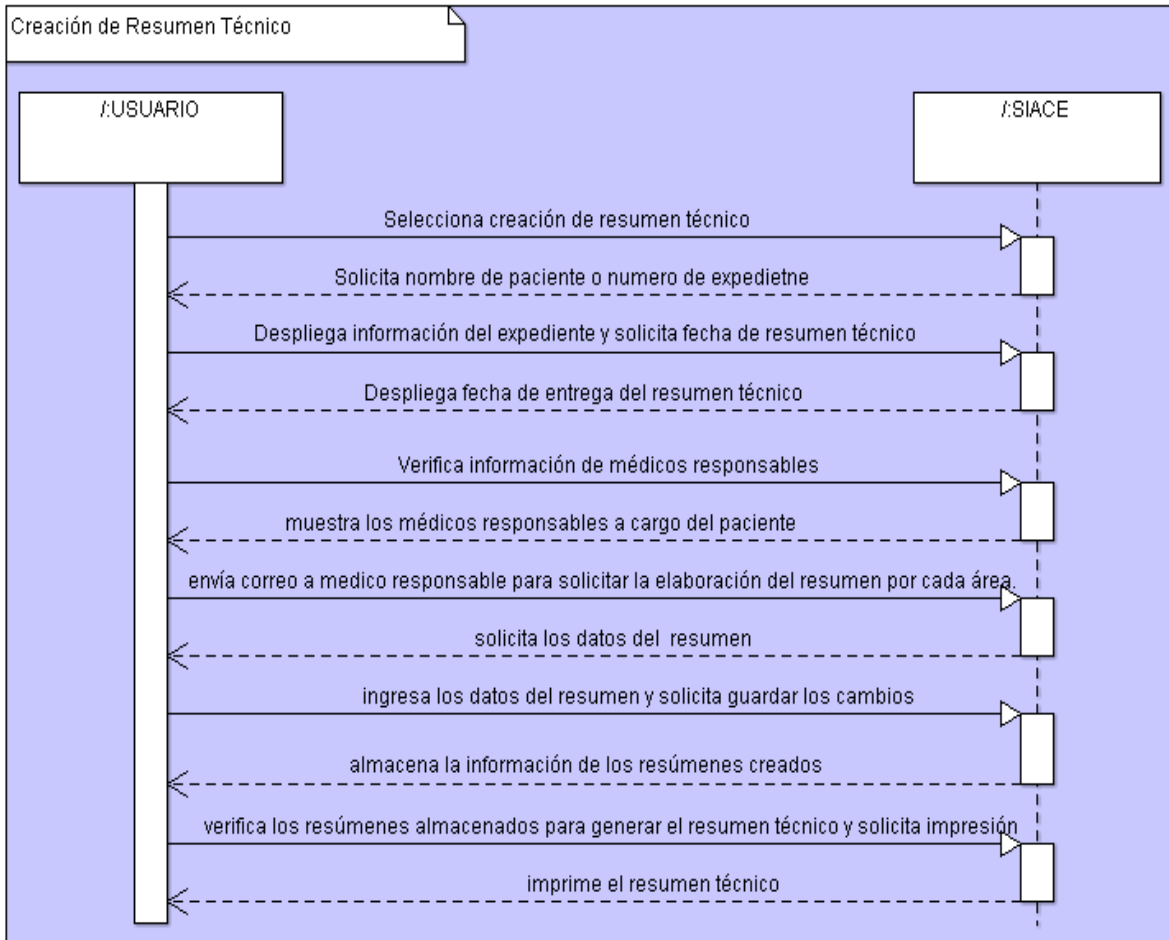 Creación de Resumen Técnico
/:USUARIO
/:SIACE
Selecciona creación de resumen técnico
Solicita nombre de paciente o numero de expedietne
Despliega información del expediente y solicita fecha de resumen técnico
Despliega fecha de entrega del resumen técnico
Verifica información de médicos responsables
muestra los médicos responsables a cargo del paciente
envía correo a medico responsable para solicitar la elaboración del resumen por cada área.
solicita los datos del resumen
ingresa los datos del resumen y solicita guardar los cambios
almacena la información de los resúmenes creados
verifica los resúmenes almacenados para generar el resumen técnico y solicita impresión
imprime el resumen técnico